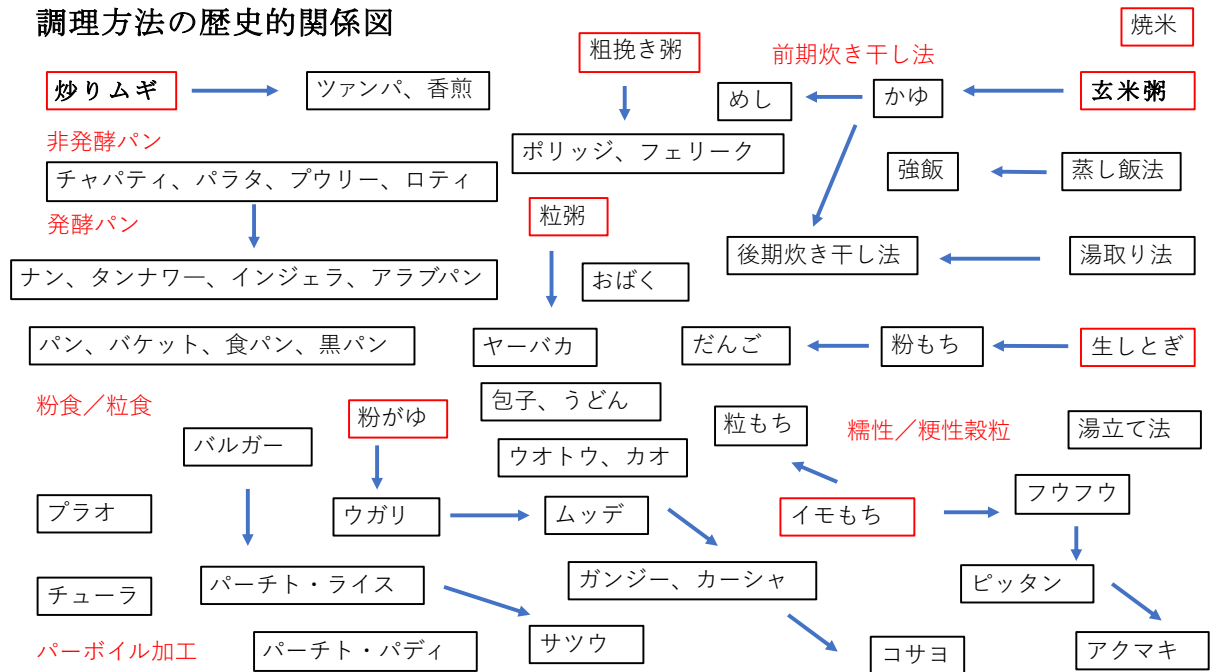 調理方法の歴史的関係図
焼米
粗挽き粥
前期炊き干し法
炒りムギ
ツァンパ、香煎
めし
かゆ
玄米粥
非発酵パン
ポリッジ、フェリーク
チャパティ、パラタ、プウリー、ロティ
強飯
蒸し飯法
発酵パン
粒粥
後期炊き干し法
湯取り法
ナン、タンナワー、インジェラ、アラブパン
おばく
パン、バケット、食パン、黒パン
ヤーバカ
だんご
粉もち
生しとぎ
粉食／粒食
粉がゆ
包子、うどん
粒もち
糯性／粳性穀粒
湯立て法
バルガー
ウオトウ、カオ
フウフウ
プラオ
ウガリ
ムッデ
イモもち
チューラ
パーチト・ライス
ガンジー、カーシャ
ピッタン
パーボイル加工
パーチト・パディ
サツウ
コサヨ
アクマキ